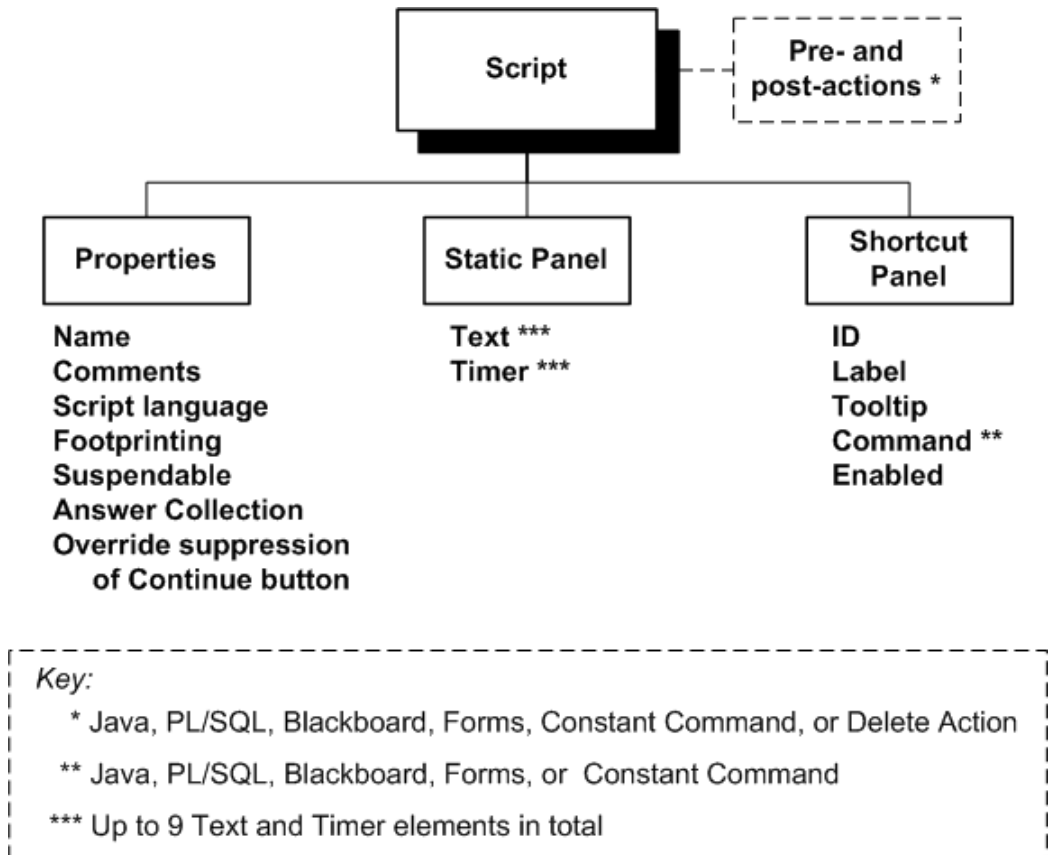 Script
Pre- and
post-actions *
Properties
Static Panel
Shortcut
Panel
Name
Comments
Script language
Footprinting
Suspendable
Answer Collection
Override suppression
of Continue button
Text ***
Timer ***
ID
Label
Tooltip
Command **
Enabled
Key:
* Java, PL/SQL, Blackboard, Forms, Constant Command, or Delete Action
** Java, PL/SQL, Blackboard, Forms, or Constant Command
*** Up to 9 Text and Timer elements in total